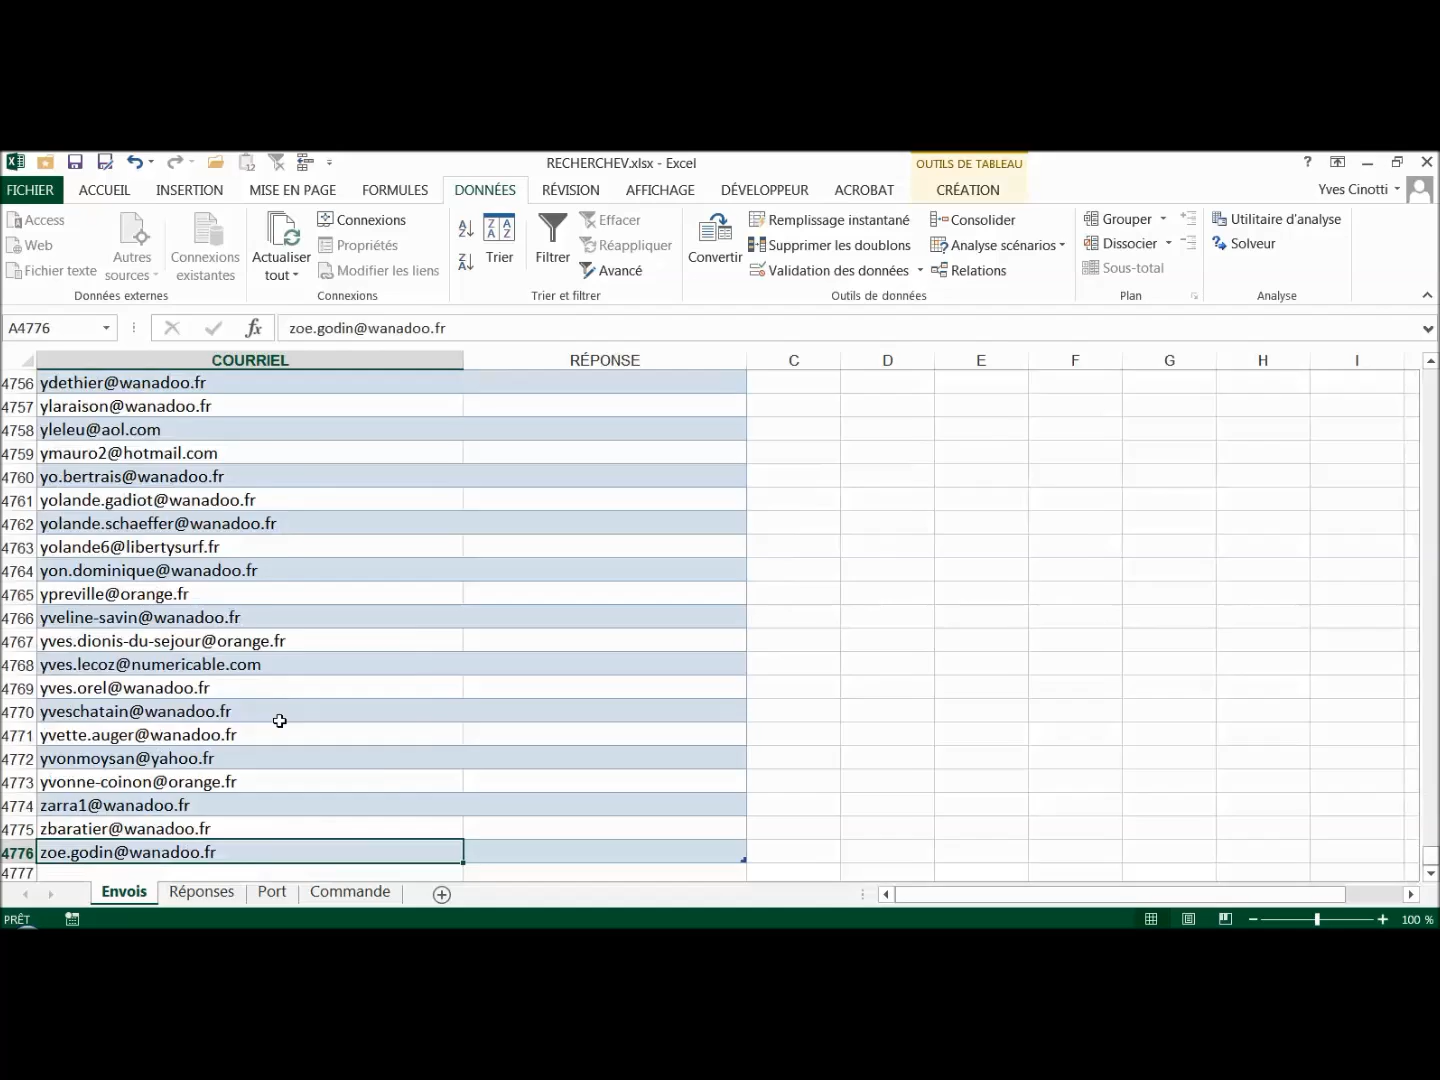 RECHERCHEV.xlsx - Excel
OUTILS DE TABLEAU
?
FICHIER ACCUEIL INSERTION MISE EN PAGE FORMULES DONNÉES RÉVISION AFFICHAGE DÉVELOPPEUR ACROBAT CRÉATION Yves Cinotti
Access
Web
Fichier texte
Autres sources
Connexions existantes
Données externes
Actualiser tout
Connexions
Propriétés
Modifier les liens
Connexions
Trier
Filtrer
Effacer
Réappliquer
Avancé
Trier et filtrer
Convertir
Remplissage instantané
Supprimer les doublons
Validation des données
Consolider
Analyse scénarios
Relations
Outils de données
Grouper
Dissocier
Sous-total
Plan
Utilitaire d'analyse
Solveur
Analyse
A4776 fx zoe.godin@wanadoo.fr
COURRIEL RÉPONSE C D E F G H I
4756 ydethier@wanadoo.fr
4757 ylaraison@wanadoo.fr
4758 yleleu@aol.com
4759 ymauro2@hotmail.com
4760 yo.bertrais@wanadoo.fr
4761 yolande.gadiot@wanadoo.fr
4762 yolande.schaeffer@wanadoo.fr
4763 yolande6@libertysurf.fr
4764 yon.dominique@wanadoo.fr
4765 ypreville@orange.fr
4766 yveline-savin@wanadoo.fr
4767 yves.dionis-du-sejour@orange.fr
4768 yves.lecoz@numericable.com
4769 yves.orel@wanadoo.fr
4770 yveschatain@wanadoo.fr
4771 yvette.auger@wanadoo.fr
4772 yvonmoysan@yahoo.fr
4773 yvonne-coinon@orange.fr
4774 zarra1@wanadoo.fr
4775 zbaratier@wanadoo.fr
4776 zoe.godin@wanadoo.fr
4777
Envois Réponses Port Commande
PRÊT 100 %